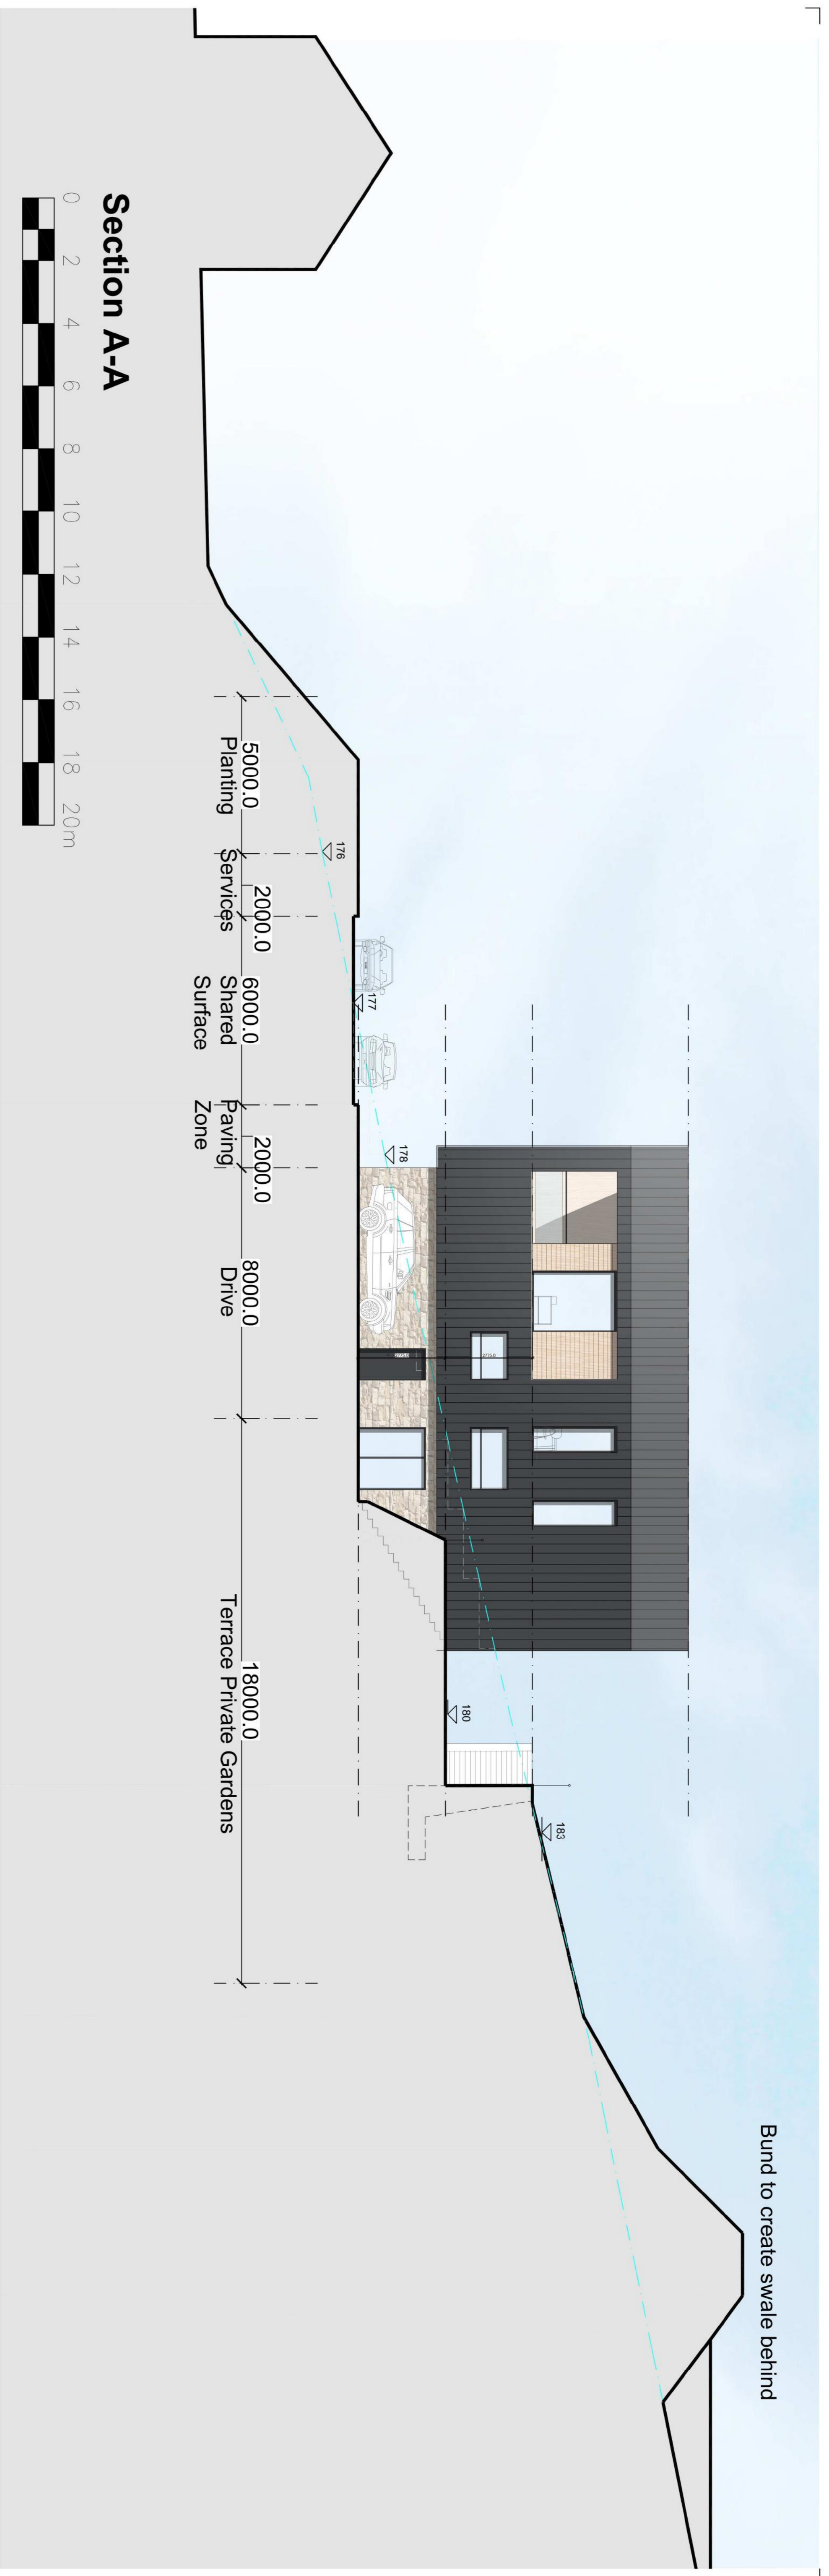 Bund to create swale behind
183
180
178
177
176
2775.0
5000.0
Planting
2000.0
Services
6000.0
Shared
Surface
2000.0
Paving
Zone
8000.0
Drive
18000.0
Terrace Private Gardens
Section A-A
0 2 4 6 8 10 12 14 16 18 20m